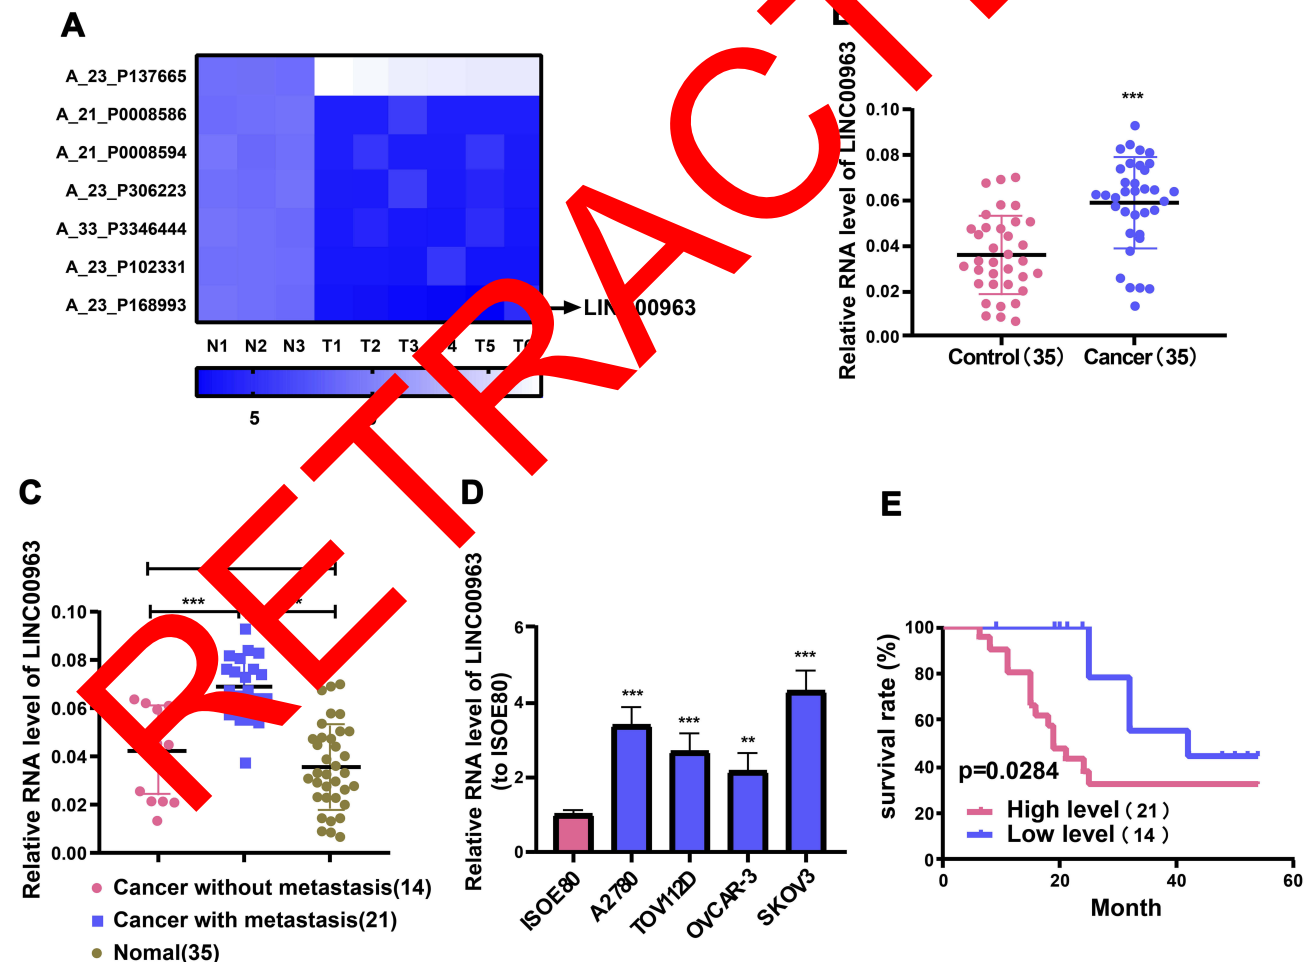 A
A_23_P137665
A_21_P0008586
A_21_P0008594
A_23_P306223
A_33_P3346444
A_23_P102331
A_23_P168993
LINC00963
N1 N2 N3 T1 T2 T3 4 T5
5
Relative RNA level of LINC00963
***
0.10
0.08
0.06
0.04
0.02
0.00
Control(35) Cancer(35)
RETRACTE
C
Relative RNA level of LINC00963
***
0.10
0.08
0.06
0.04
0.02
0.00
Cancer without metastasis(14)
Cancer with metastasis(21)
Nomal(35)
D
Relative RNA level of LINC00963
(to ISOE80)
6
4
2
0
*** *** ** ***
ISOE80 A2780 TOV112D OVCAR-3 SKOV3
E
survival rate (%)
100
80
60
40
20
0
p=0.0284
High level(21)
Low level(14)
0 20 40 60
Month